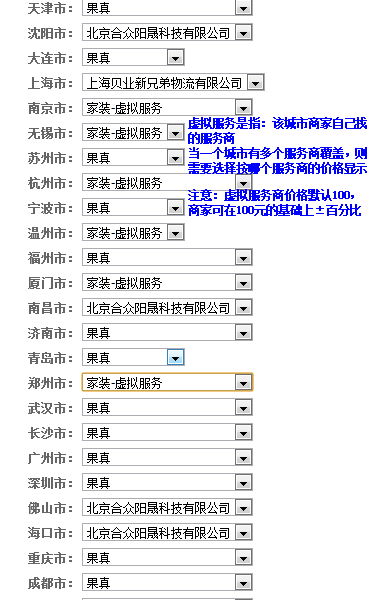 天津市： 果真
沈阳市： 北京合众阳晟科技有限公司
大连市： 果真
上海市： 上海贝业新兄弟物流有限公司
南京市： 家装-虚拟服务
无锡市： 家装-虚拟服务
虚拟服务是指：该城市商家自己找
的服务商
苏州市： 果真
当一个城市有多个服务商覆盖，则
需要选择按哪个服务商的价格显示
杭州市： 家装-虚拟服务
宁波市： 果真
注意：虚拟服务商价格默认100，
商家可在100元的基础上±百分比
温州市： 家装-虚拟服务
福州市： 果真
厦门市： 家装-虚拟服务
南昌市： 北京合众阳晟科技有限公司
济南市： 果真
青岛市： 果真
郑州市： 家装-虚拟服务
武汉市： 果真
长沙市： 果真
广州市： 果真
深圳市： 果真
佛山市： 北京合众阳晟科技有限公司
海口市： 北京合众阳晟科技有限公司
重庆市： 果真
成都市： 果真